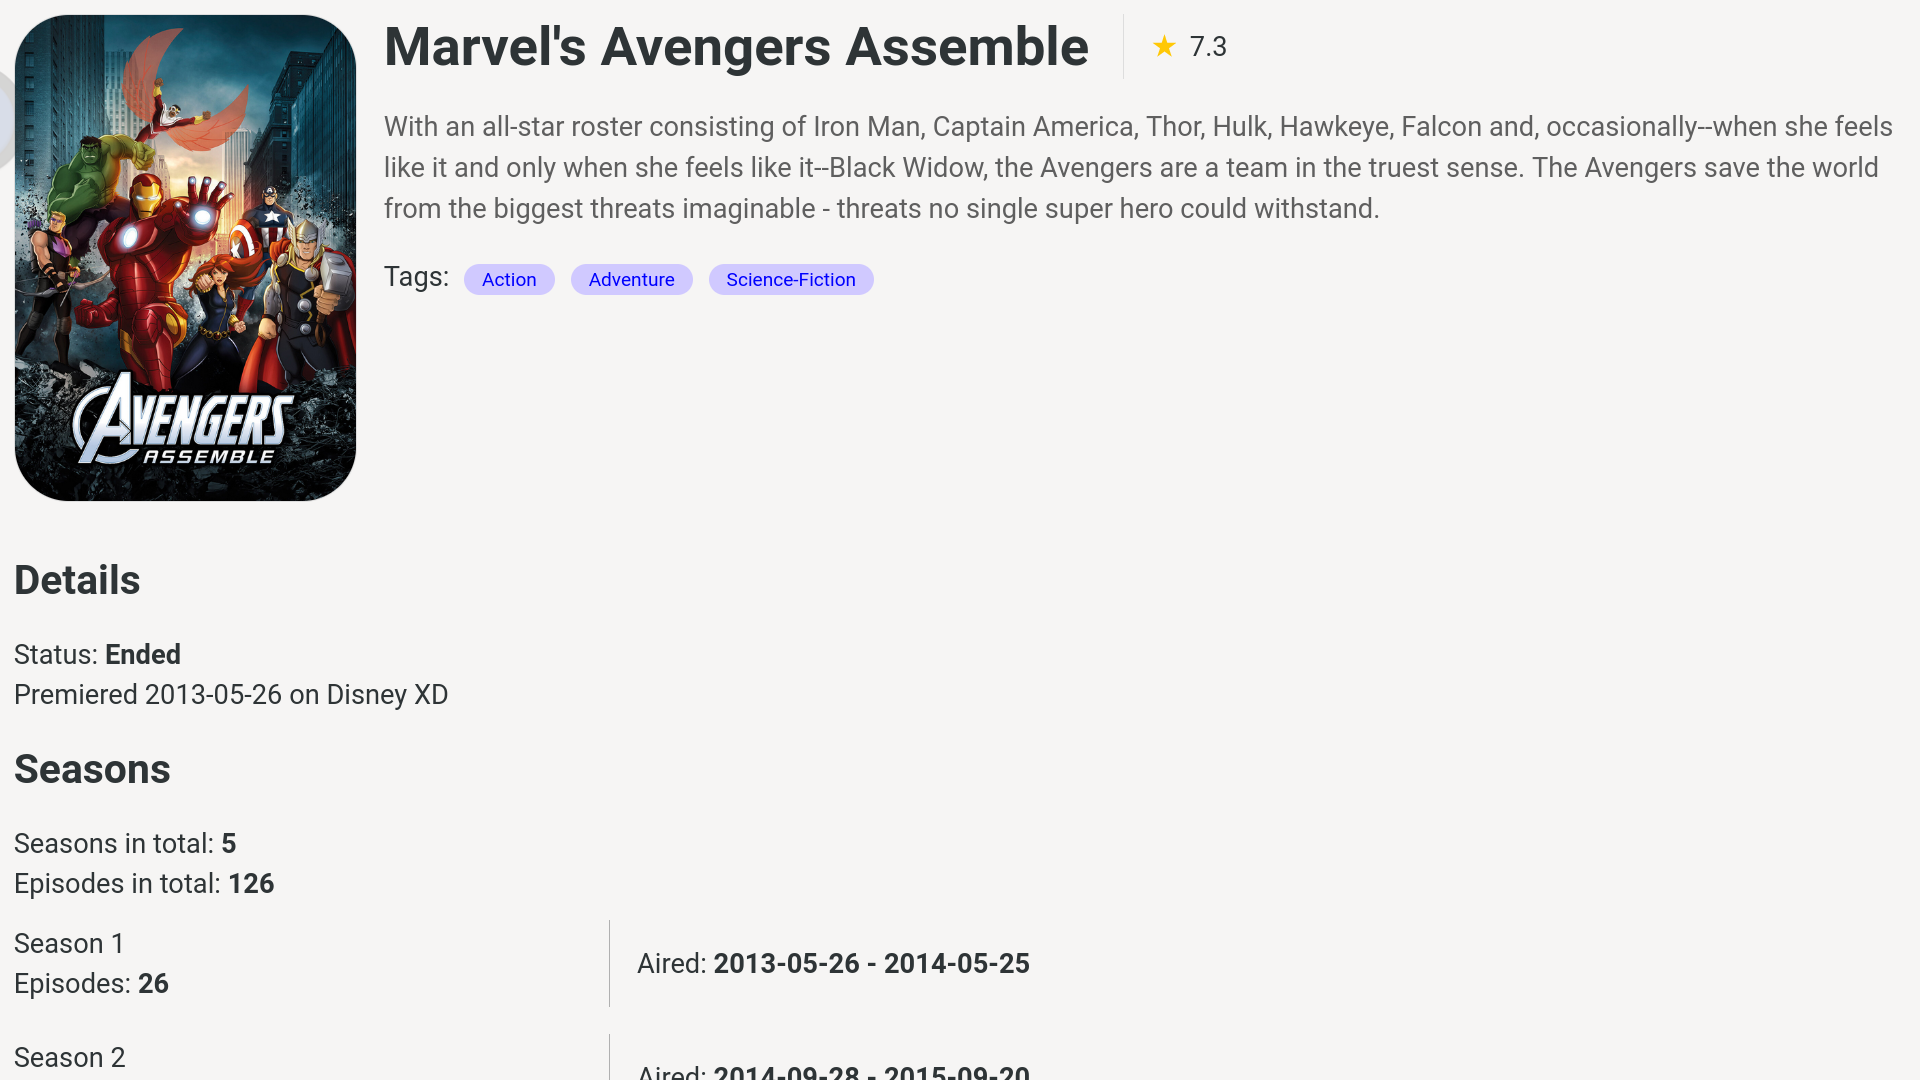 Marvel's Avengers Assemble
★ 7.3
With an all-star roster consisting of Iron Man, Captain America, Thor, Hulk, Hawkeye, Falcon and, occasionally--when she feels
like it and only when she feels like it--Black Widow, the Avengers are a team in the truest sense. The Avengers save the world
from the biggest threats imaginable - threats no single super hero could withstand.
Tags: Action Adventure Science-Fiction
AVENGERS
ASSEMBLE
Details
Status: Ended
Premiered 2013-05-26 on Disney XD
Seasons
Seasons in total: 5
Episodes in total: 126
Season 1
Episodes: 26
Aired: 2013-05-26 - 2014-05-25
Season 2
Aired: 2014-09-28 - 2015-09-20